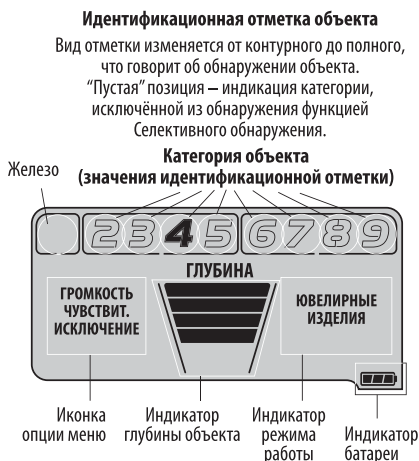 Идентификационная отметка объекта
Вид отметки изменяется от контурного до полного,
что говорит об обнаружении объекта.
“Пустая” позиция – индикация категории,
исключённой из обнаружения функцией
Селективного обнаружения.
Категория объекта
(значения идентификационной отметки)
Железо
2 3 4 5 6 7 8 9
ГЛУБИНА
ГРОМКОСТЬ
ЧУВСТВИТ.
ИСКЛЮЧЕНИЕ
ЮВЕЛИРНЫЕ
ИЗДЕЛИЯ
Иконка
опции меню
Индикатор
глубины объекта
Индикатор
режима
работы
Индикатор
батареи